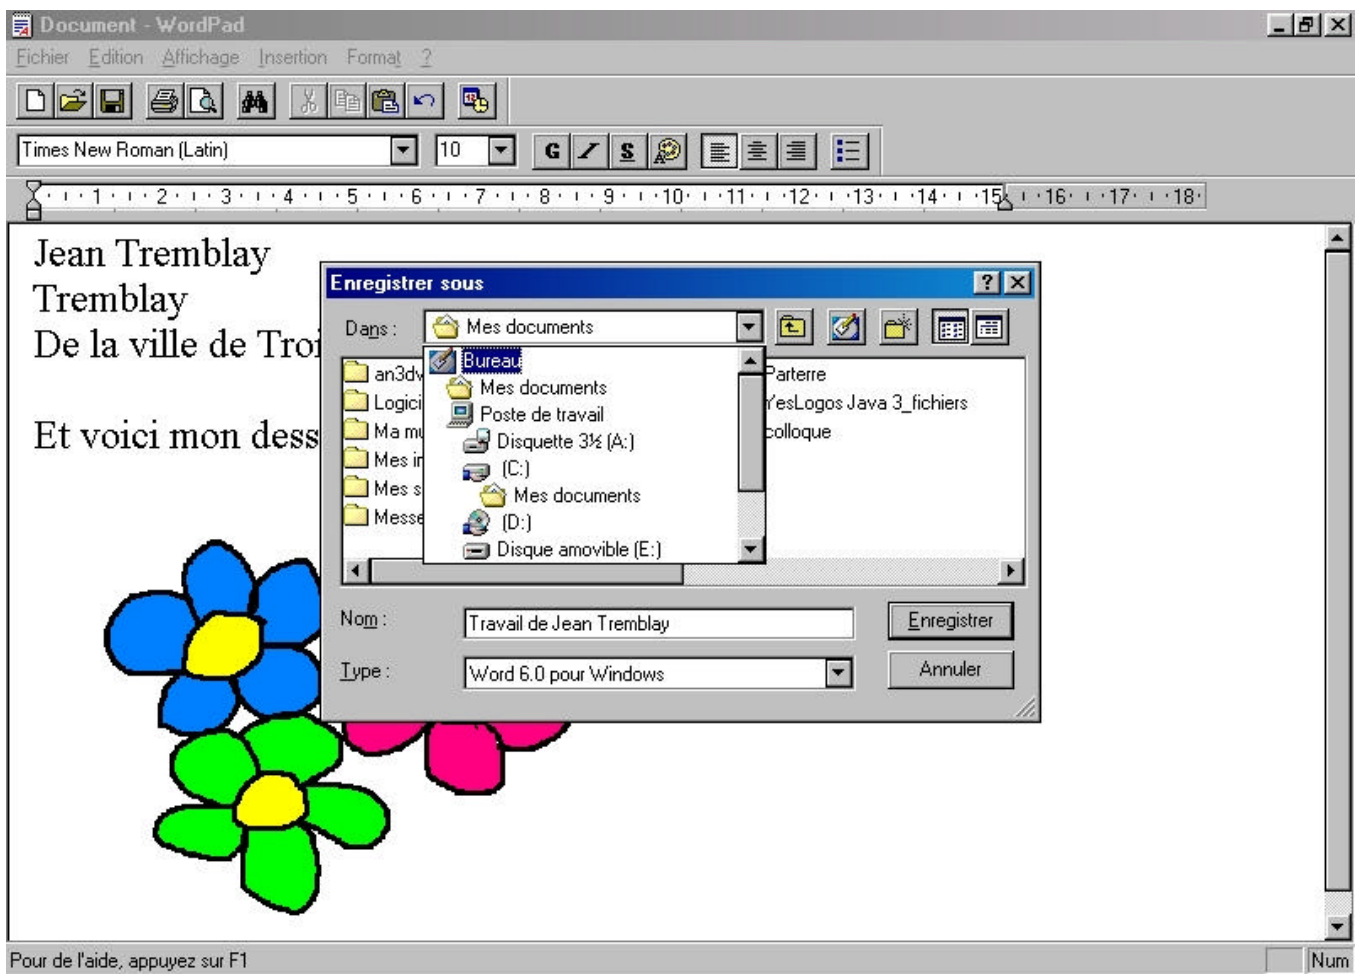 Document - WordPad
Fichier Edition Affichage Insertion Format ?
Times New Roman (Latin) 10 G I S
1 2 3 4 5 6 7 8 9 10 11 12 13 14 15 16 17 18
Jean Tremblay
Tremblay
De la ville de Troi
Et voici mon dess
Enregistrer sous
Dans : Mes documents
Bureau
Mes documents
Poste de travail
Disquette 3½ (A:)
(C:)
Mes documents
(D:)
Disque amovible (E:)
an3dv
Logici
Ma mu
Mes in
Mes s
Messe
Parterre
YesLogos Java 3_fichiers
colloque
Nom : Travail de Jean Tremblay Enregistrer
Type : Word 6.0 pour Windows Annuler
Pour de l'aide, appuyez sur F1 Num